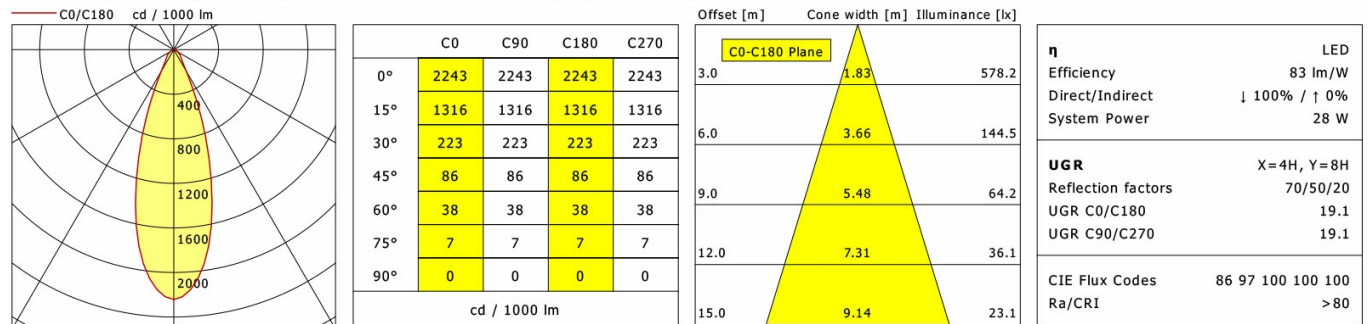 C0/C180 cd / 1000 lm
400
800
1200
1600
2000
C0 C90 C180 C270
0° 2243 2243 2243 2243
15° 1316 1316 1316 1316
30° 223 223 223 223
45° 86 86 86 86
60° 38 38 38 38
75° 7 7 7 7
90° 0 0 0 0
cd / 1000 lm
Offset [m] Cone width [m] Illuminance [lx]
C0-C180 Plane
3.0 1.83 578.2
6.0 3.66 144.5
9.0 5.48 64.2
12.0 7.31 36.1
15.0 9.14 23.1
η LED
Efficiency 83 lm/W
Direct/Indirect ↓ 100% / ↑ 0%
System Power 28 W
UGR X=4H, Y=8H
Reflection factors 70/50/20
UGR C0/C180 19.1
UGR C90/C270 19.1
CIE Flux Codes 86 97 100 100 100
Ra/CRI >80